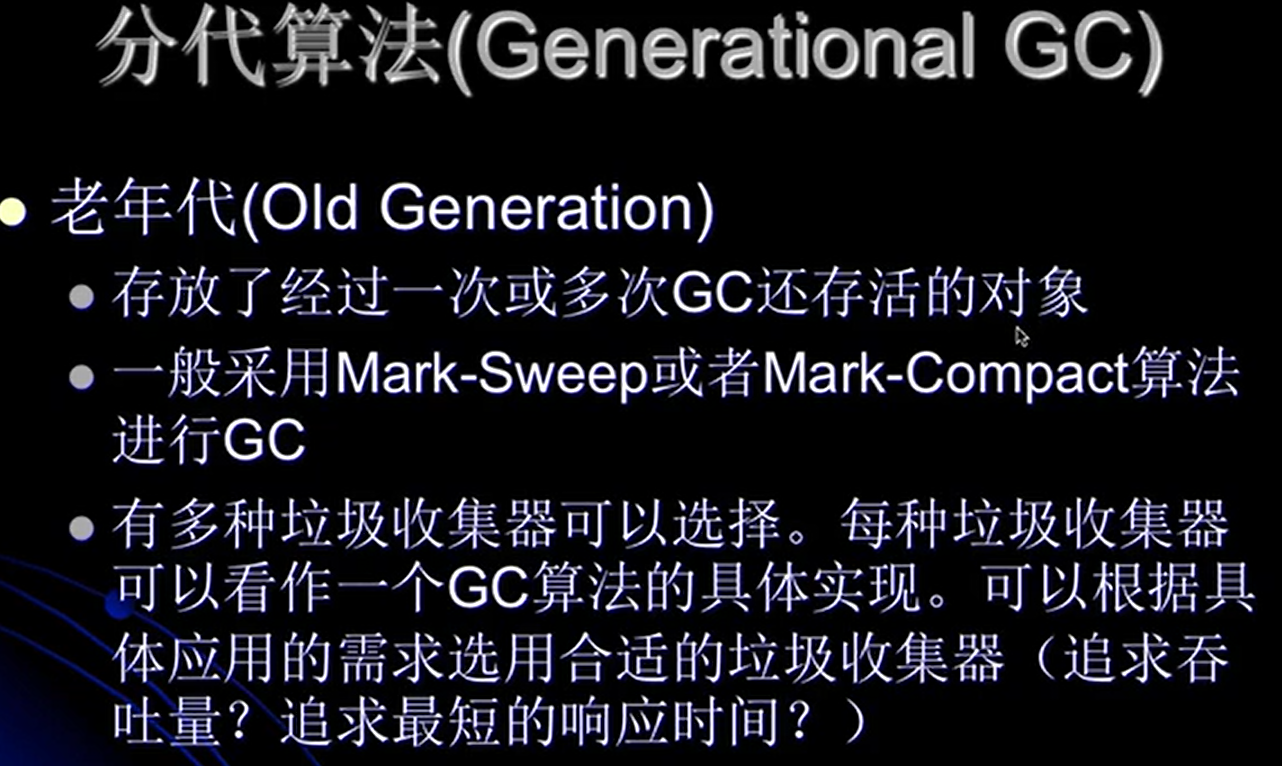 分代算法(Generational GC)
老年代(Old Generation)
存放了经过一次或多次GC还存活的对象
一般采用Mark-Sweep或者Mark-Compact算法
进行GC
有多种垃圾收集器可以选择。每种垃圾收集器
可以看作一个GC算法的具体实现。可以根据具
体应用的需求选用合适的垃圾收集器（追求吞
吐量？追求最短的响应时间？）